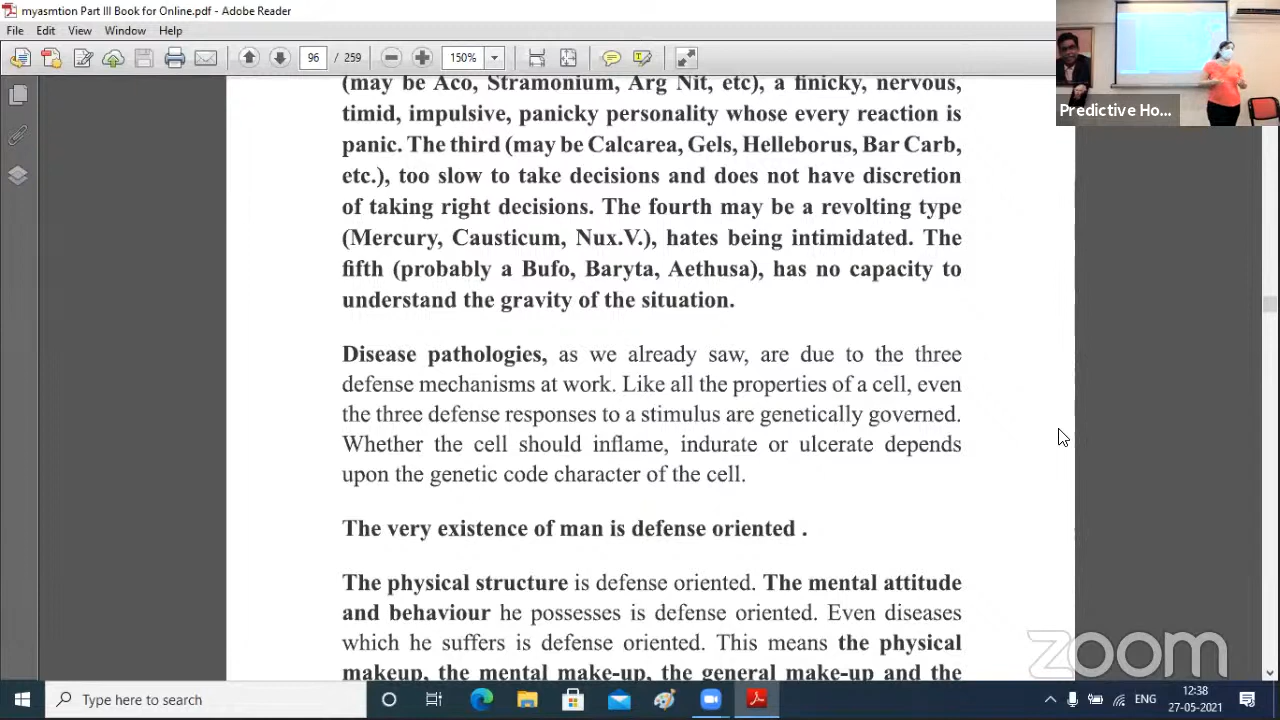 myasmtion Part III Book for Online.pdf - Adobe Reader
File Edit View Window Help
96 / 259 150%
Predictive Ho...
(may be Aco, Stramonium, Arg Nit, etc), a finicky, nervous,
timid, impulsive, panicky personality whose every reaction is
panic. The third (may be Calcarea, Gels, Helleborus, Bar Carb,
etc.), too slow to take decisions and does not have discretion
of taking right decisions. The fourth may be a revolting type
(Mercury, Causticum, Nux.V.), hates being intimidated. The
fifth (probably a Bufo, Baryta, Aethusa), has no capacity to
understand the gravity of the situation.
Disease pathologies, as we already saw, are due to the three
defense mechanisms at work. Like all the properties of a cell, even
the three defense responses to a stimulus are genetically governed.
Whether the cell should inflame, indurate or ulcerate depends
upon the genetic code character of the cell.
The very existence of man is defense oriented .
The physical structure is defense oriented. The mental attitude
and behaviour he possesses is defense oriented. Even diseases
which he suffers is defense oriented. This means the physical
makeup, the mental make-up, the general make-up and the
zoom
Type here to search
ENG
12:38
27-05-2021